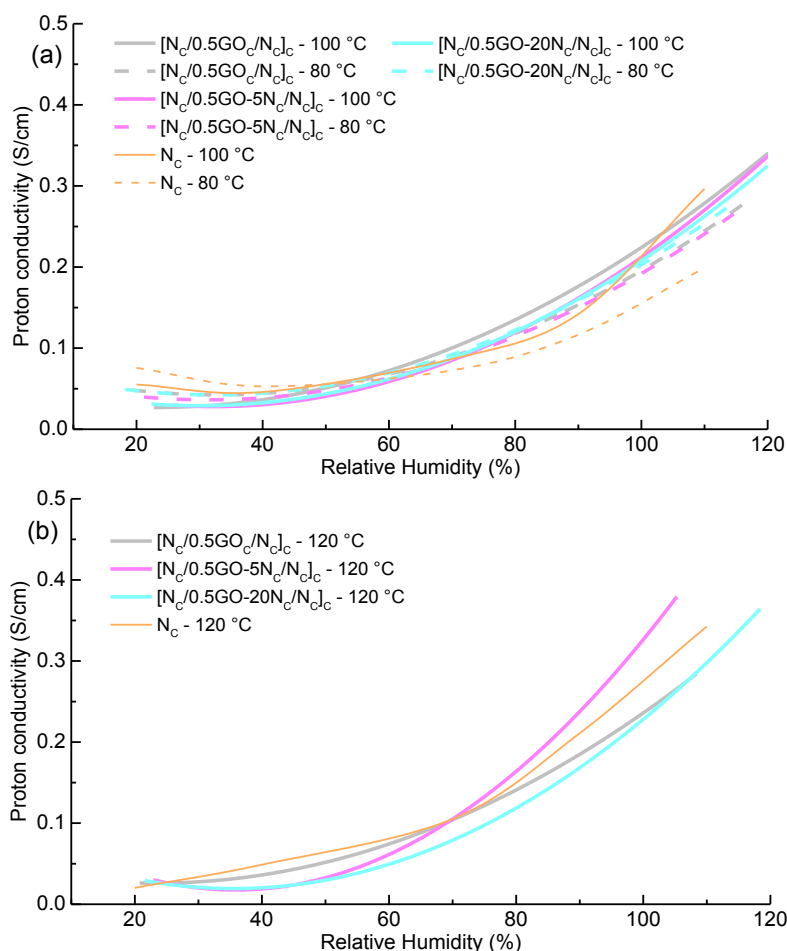 (a)
[N_C/0.5GO_C/N_C]_C - 100 °C
[N_C/0.5GO_C/N_C]_C - 80 °C
[N_C/0.5GO-5N_C/N_C]_C - 100 °C
[N_C/0.5GO-5N_C/N_C]_C - 80 °C
N_C - 100 °C
N_C - 80 °C
[N_C/0.5GO-20N_C/N_C]_C - 100 °C
[N_C/0.5GO-20N_C/N_C]_C - 80 °C
Proton conductivity (S/cm)
0.5
0.4
0.3
0.2
0.1
0.0
20 40 60 80 100 120
Relative Humidity (%)
(b)
[N_C/0.5GO_C/N_C]_C - 120 °C
[N_C/0.5GO-5N_C/N_C]_C - 120 °C
[N_C/0.5GO-20N_C/N_C]_C - 120 °C
N_C - 120 °C
Proton conductivity (S/cm)
0.5
0.4
0.3
0.2
0.1
0.0
20 40 60 80 100 120
Relative Humidity (%)